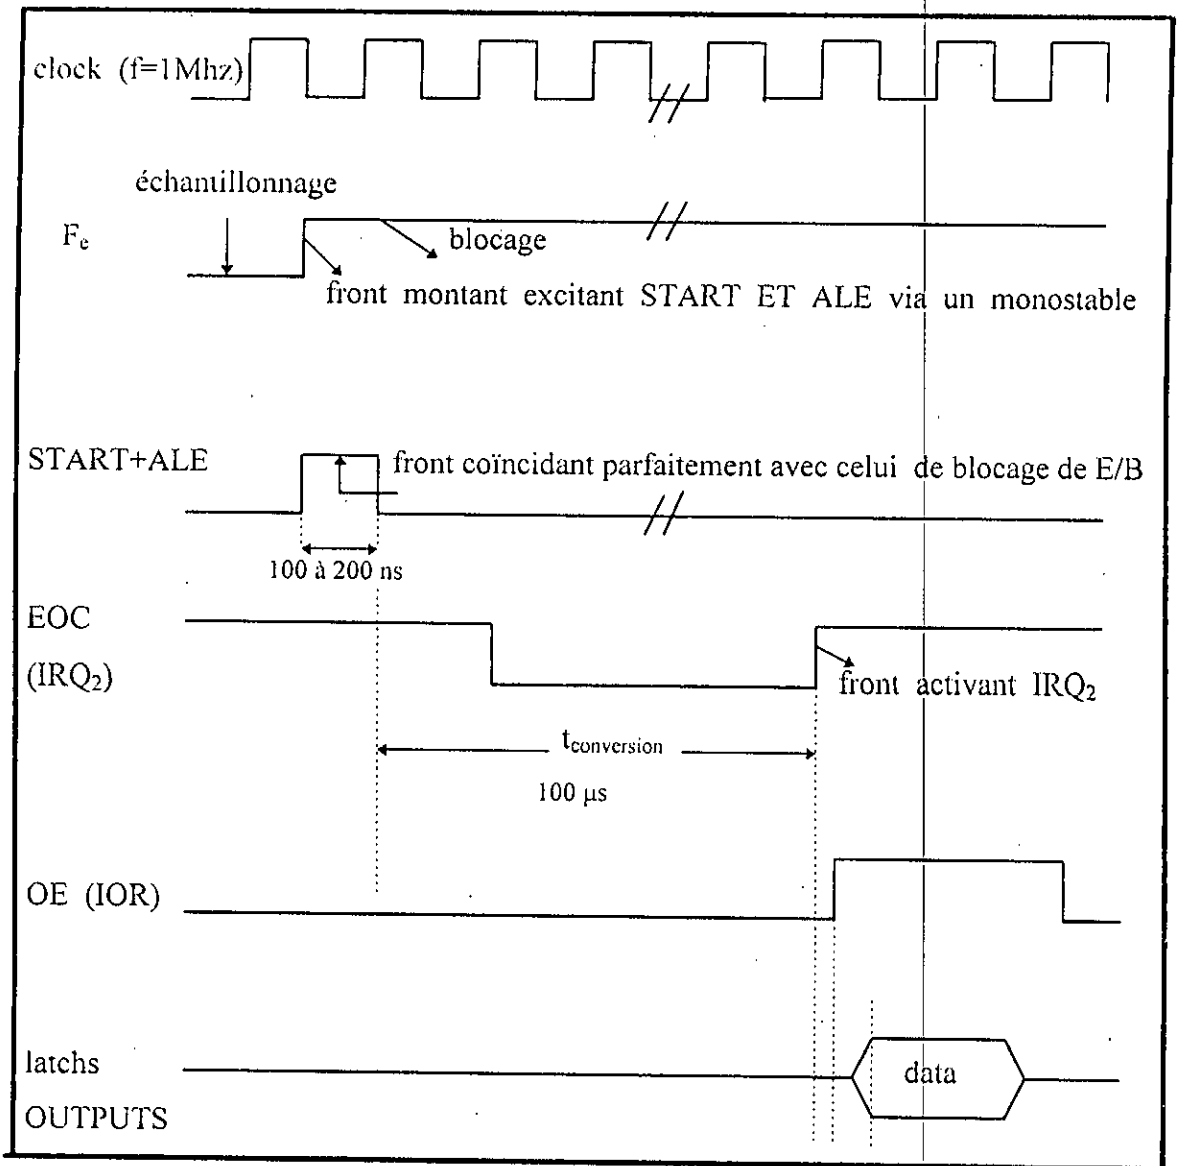 clock (f=1Mhz)
échantillonnage
Fₑ
blocage
front montant excitant START ET ALE via un monostable
START+ALE
front coïncidant parfaitement avec celui de blocage de E/B
100 à 200 ns
EOC
(IRQ₂)
front activant IRQ₂
tconversion
100 µs
OE (IOR)
latchs
data
OUTPUTS